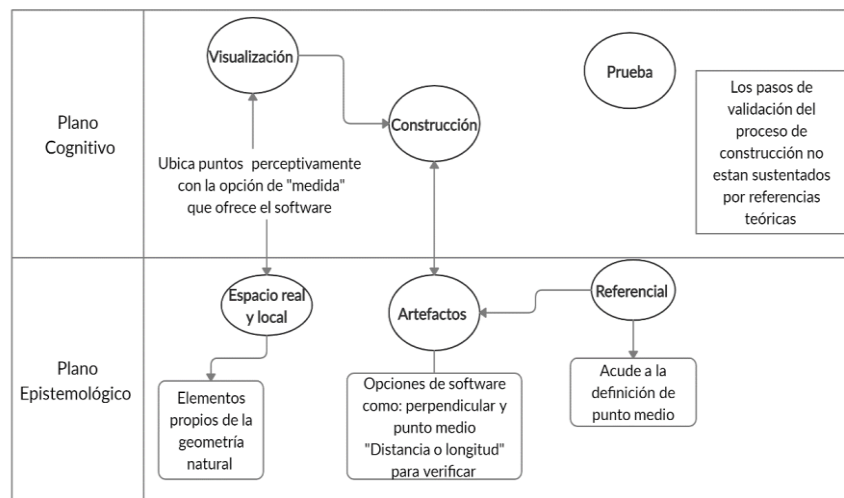 Plano
Cognitivo
Visualización
Construcción
Prueba
Ubica puntos perceptivamente
con la opción de "medida"
que ofrece el software
Los pasos de
validación del
proceso de
construcción no
estan sustentados
por referencias
teóricas
Plano
Epistemológico
Espacio real
y local
Artefactos
Referencial
Elementos
propios de la
geometría
natural
Opciones de software
como: perpendicular y
punto medio
"Distancia o longitud"
para verificar
Acude a la
definición de
punto medio